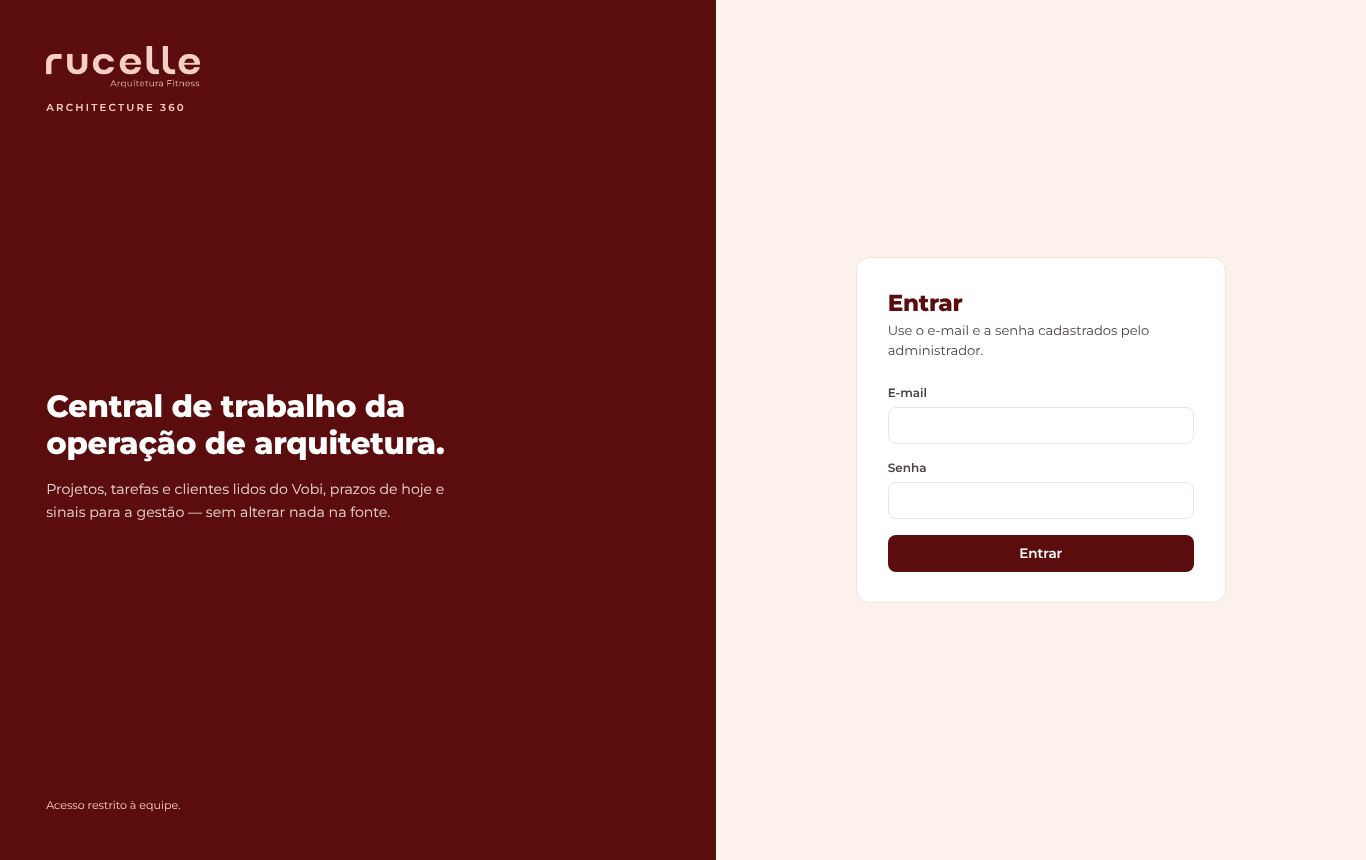 rucelle
Arquitetura Fitness
ARCHITECTURE 360
Central de trabalho da
operação de arquitetura.
Projetos, tarefas e clientes lidos do Vobi, prazos de hoje e
sinais para a gestão — sem alterar nada na fonte.
Acesso restrito à equipe.
Entrar
Use o e-mail e a senha cadastrados pelo
administrador.
E-mail
Senha
Entrar